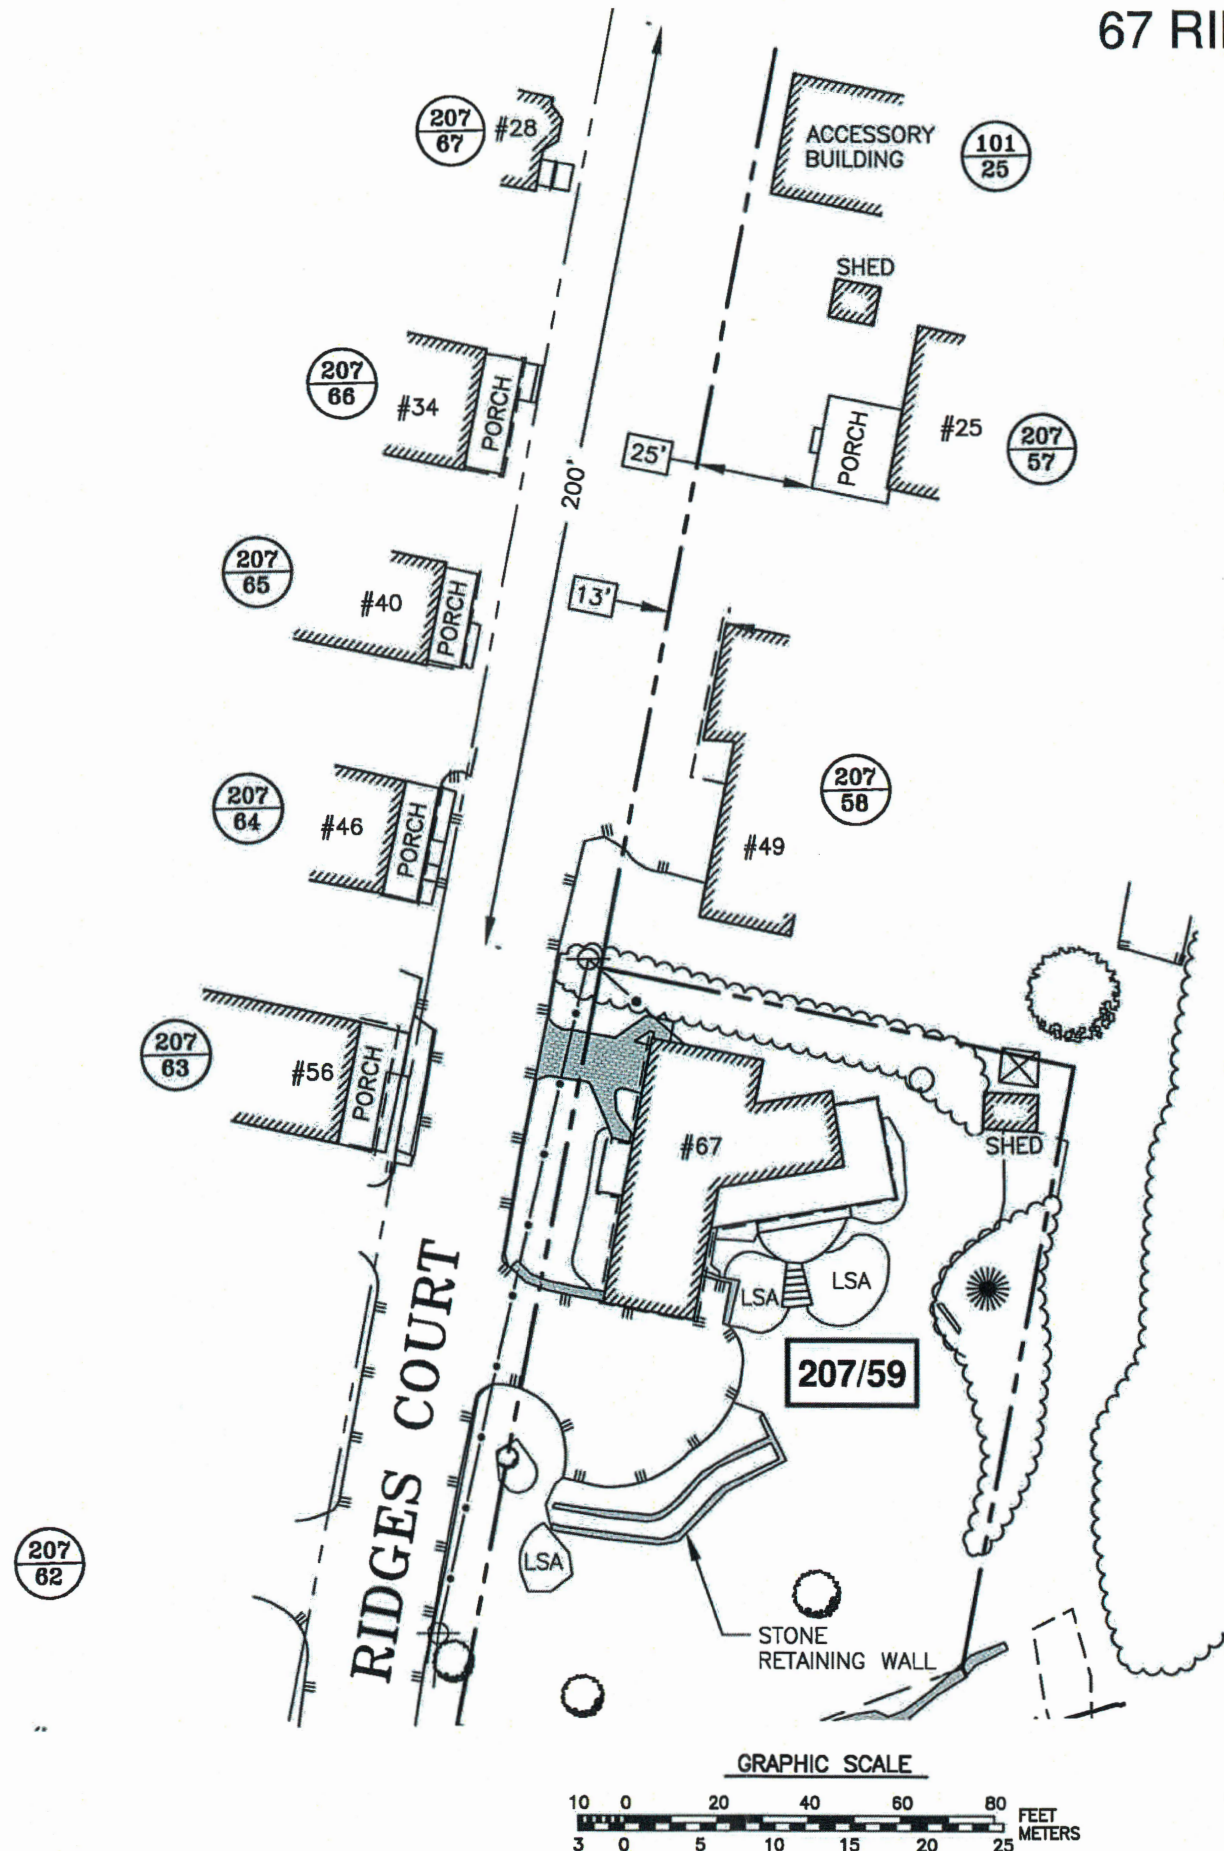 67 RI
207
67
#28
ACCESSORY
BUILDING
101
25
SHED
207
66
#34
PORCH
25'
PORCH
#25
207
57
200'
207
65
#40
PORCH
13'
207
64
#46
PORCH
207
58
#49
207
63
#56
PORCH
#67
SHED
LSA
LSA
207/59
RIDGES COURT
207
62
LSA
STONE
RETAINING WALL
GRAPHIC SCALE
10 0 20 40 60 80 FEET
3 0 5 10 15 20 25 METERS